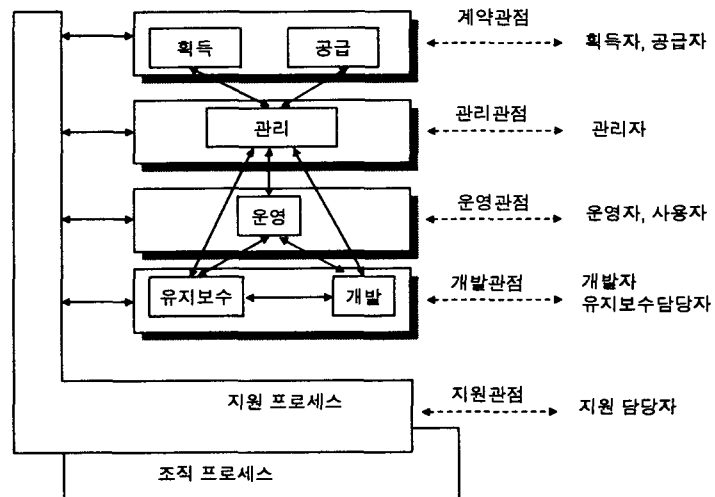 계약관점
획득
공급
획득자, 공급자
관리관점
관리
관리자
운영관점
운영
운영자, 사용자
개발관점
유지보수
개발
개발자
유지보수담당자
지원관점
지원 프로세스
지원 담당자
조직 프로세스